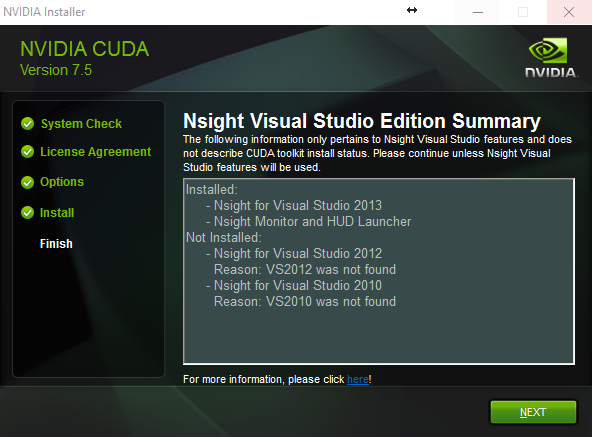 NVIDIA Installer
NVIDIA CUDA
Version 7.5
NVIDIA.
System Check
License Agreement
Options
Install
Finish
Nsight Visual Studio Edition Summary
The following information only pertains to Nsight Visual Studio features and does
not describe CUDA toolkit install status. Please continue unless Nsight Visual
Studio features will be used.
Installed:
- Nsight for Visual Studio 2013
- Nsight Monitor and HUD Launcher
Not Installed:
- Nsight for Visual Studio 2012
Reason: VS2012 was not found
- Nsight for Visual Studio 2010
Reason: VS2010 was not found
For more information, please click here!
NEXT